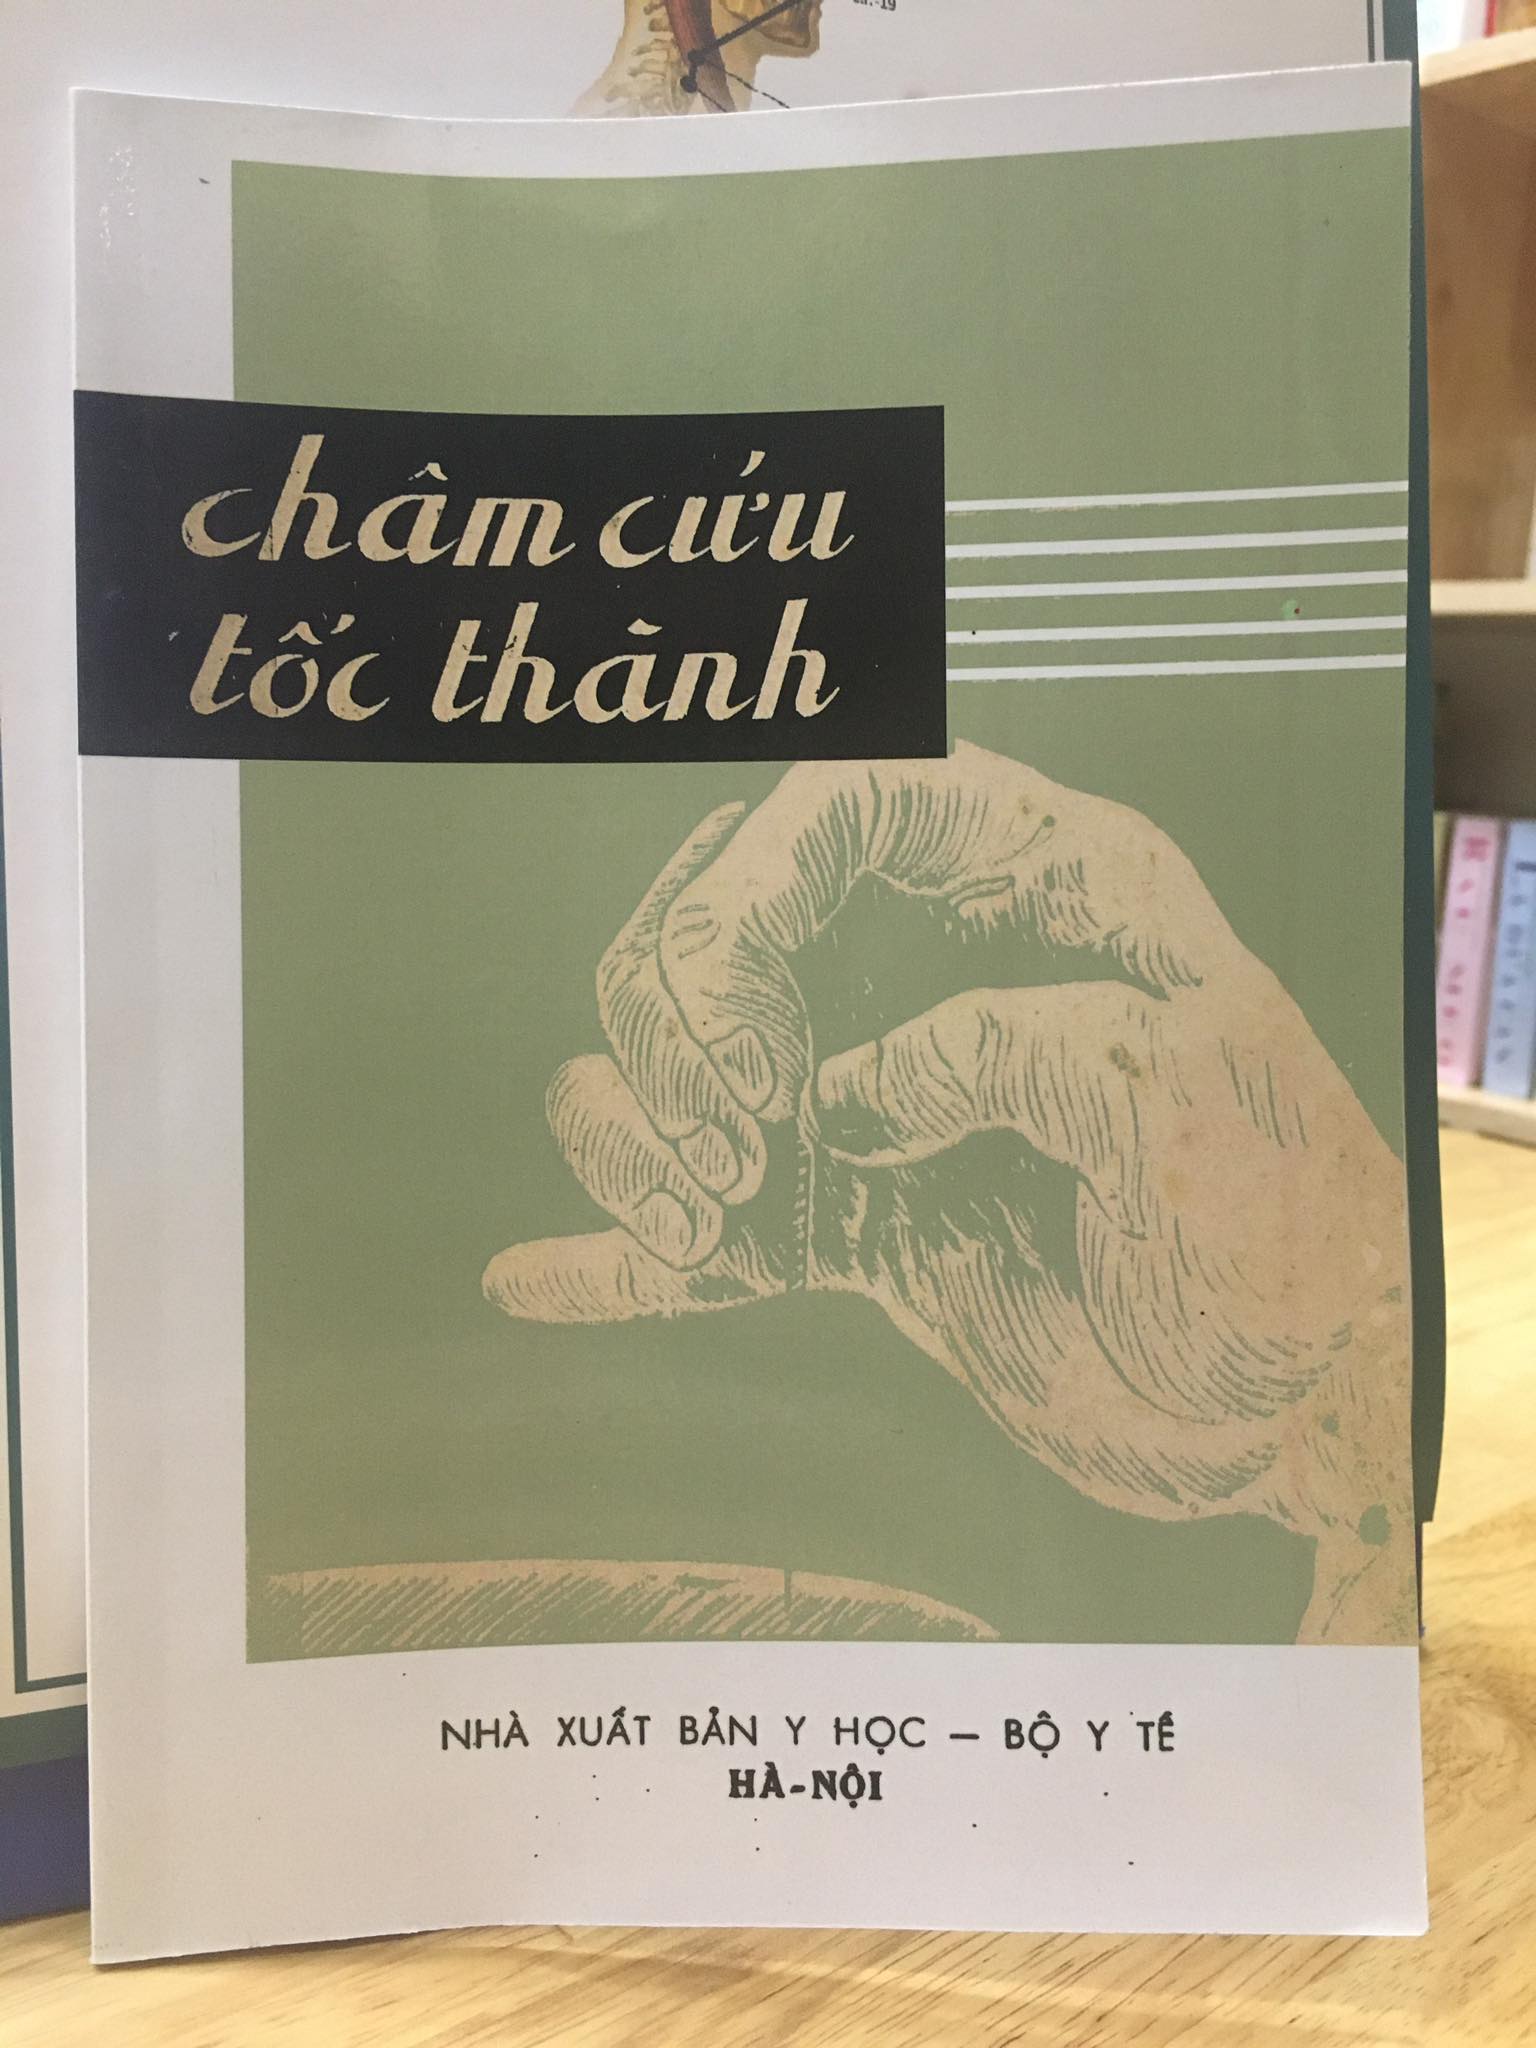 châm cứu
tốc thành
NHÀ XUẤT BẢN Y HỌC – BỘ Y TẾ
HÀ-NỘI